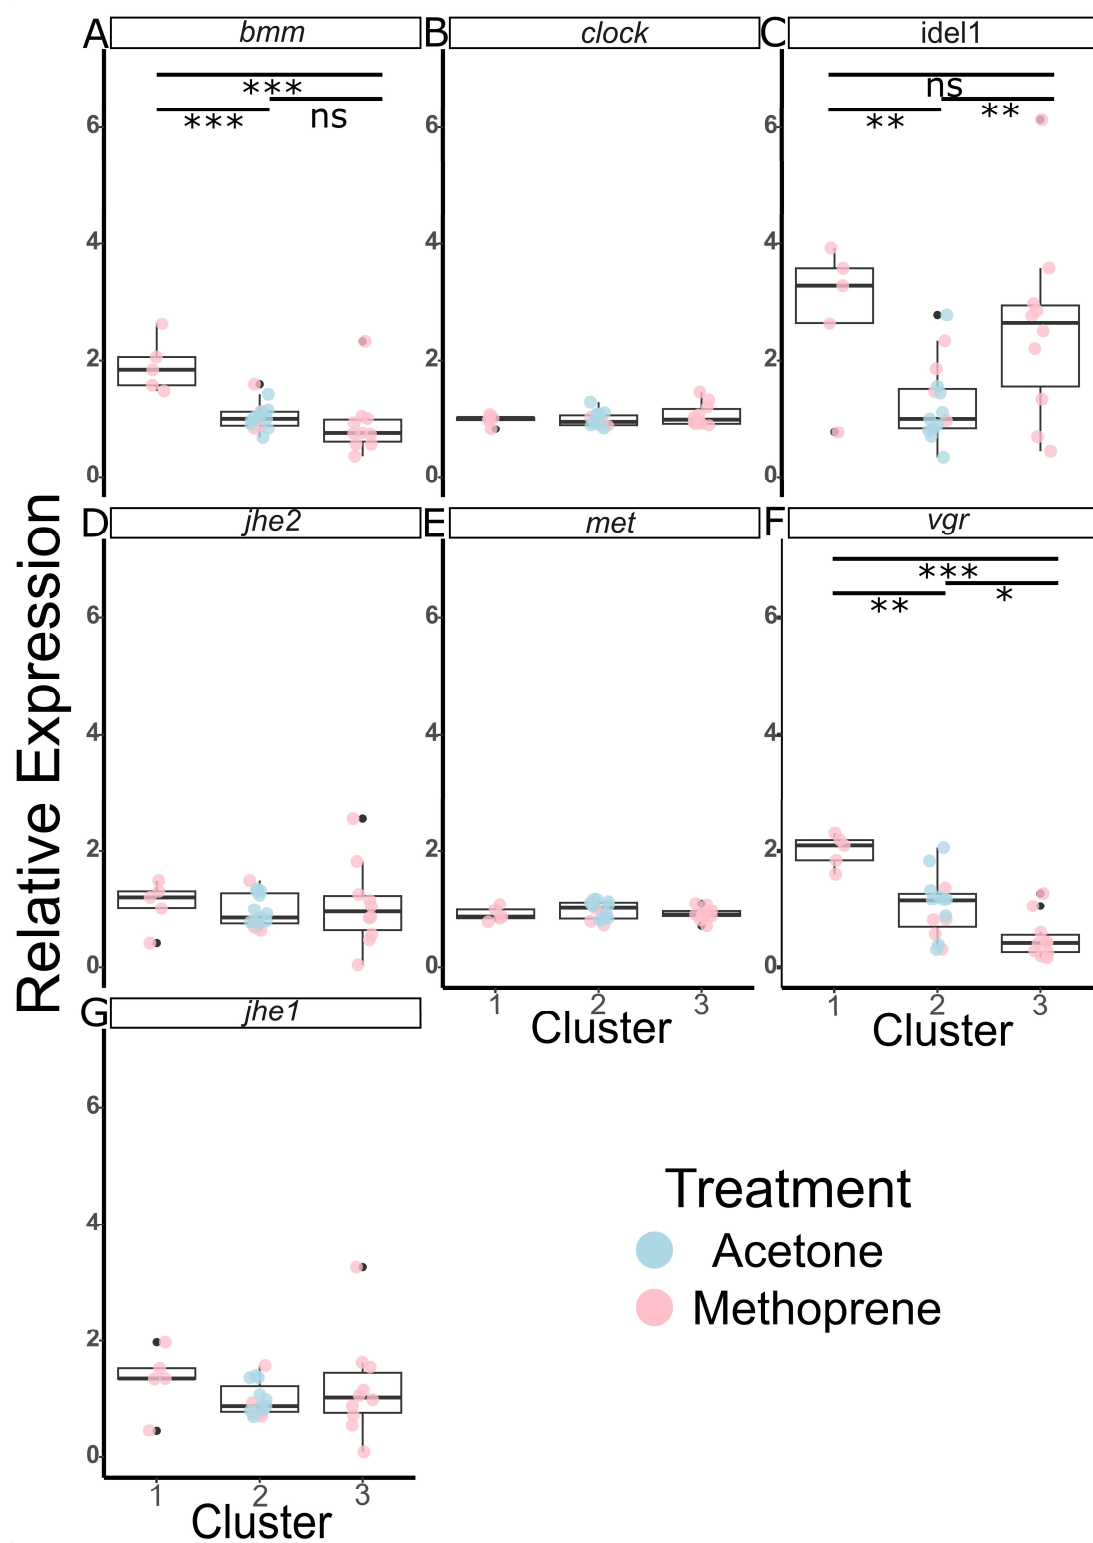 A bmm B clock C idel1
***
*** ns
ns
** **
6 6 6
4 4 4
2 2 2
0 0 0
D jhe2 E met F vgr
***
** *
6 6 6
4 4 4
2 2 2
0 0 0
1 2 3 1 2 3
Cluster Cluster
Relative Expression
G jhe1
6
4
2
0
1 2 3
Cluster
Treatment
Acetone
Methoprene